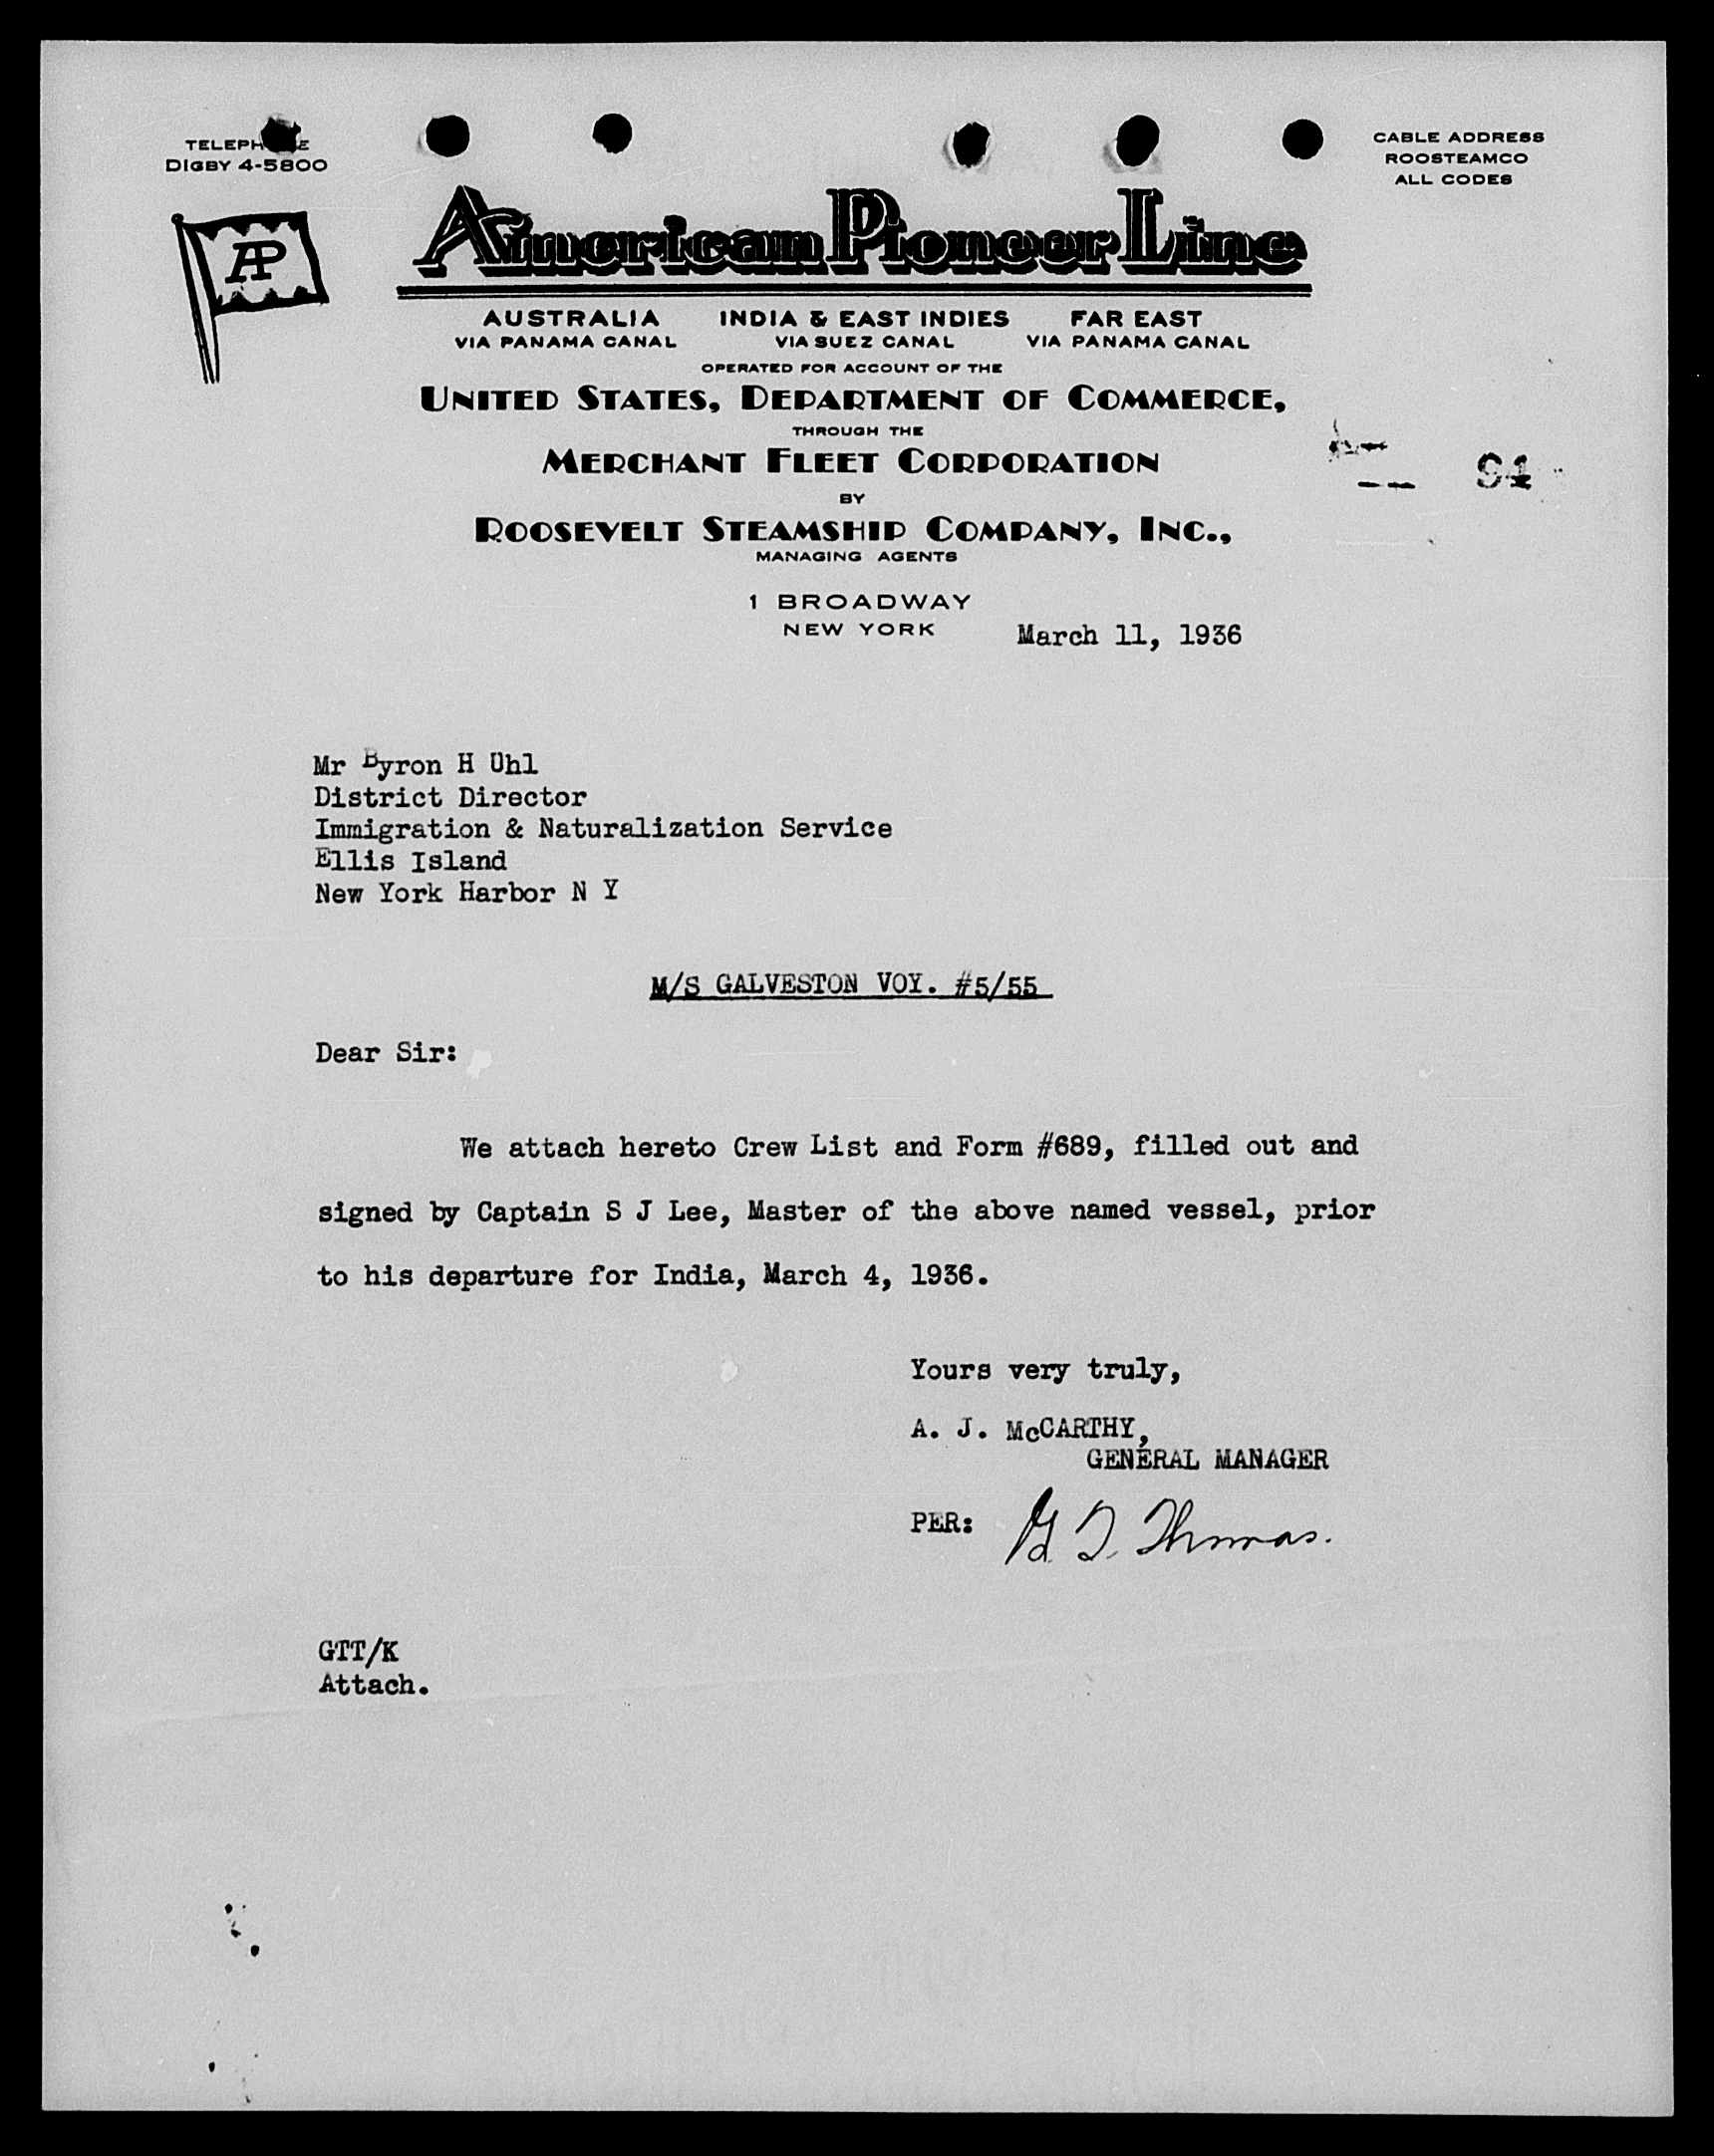 TELEPHONE
DIGBY 4-5800
CABLE ADDRESS
ROOSTEAMCO
ALL CODES
AP
American Pioneer Line
AUSTRALIA INDIA & EAST INDIES FAR EAST
VIA PANAMA CANAL VIA SUEZ CANAL VIA PANAMA CANAL
OPERATED FOR ACCOUNT OF THE
UNITED STATES, DEPARTMENT OF COMMERCE,
THROUGH THE
MERCHANT FLEET CORPORATION
94
BY
ROOSEVELT STEAMSHIP COMPANY, INC.,
MANAGING AGENTS
1 BROADWAY
NEW YORK March 11, 1936
Mr Byron H Uhl
District Director
Immigration & Naturalization Service
Ellis Island
New York Harbor N Y
M/S GALVESTON VOY. #5/55
Dear Sir:
We attach hereto Crew List and Form #689, filled out and
signed by Captain S J Lee, Master of the above named vessel, prior
to his departure for India, March 4, 1936.
Yours very truly,
A. J. McCARTHY,
GENERAL MANAGER
PER: G. T. Thomas.
GTT/K
Attach.